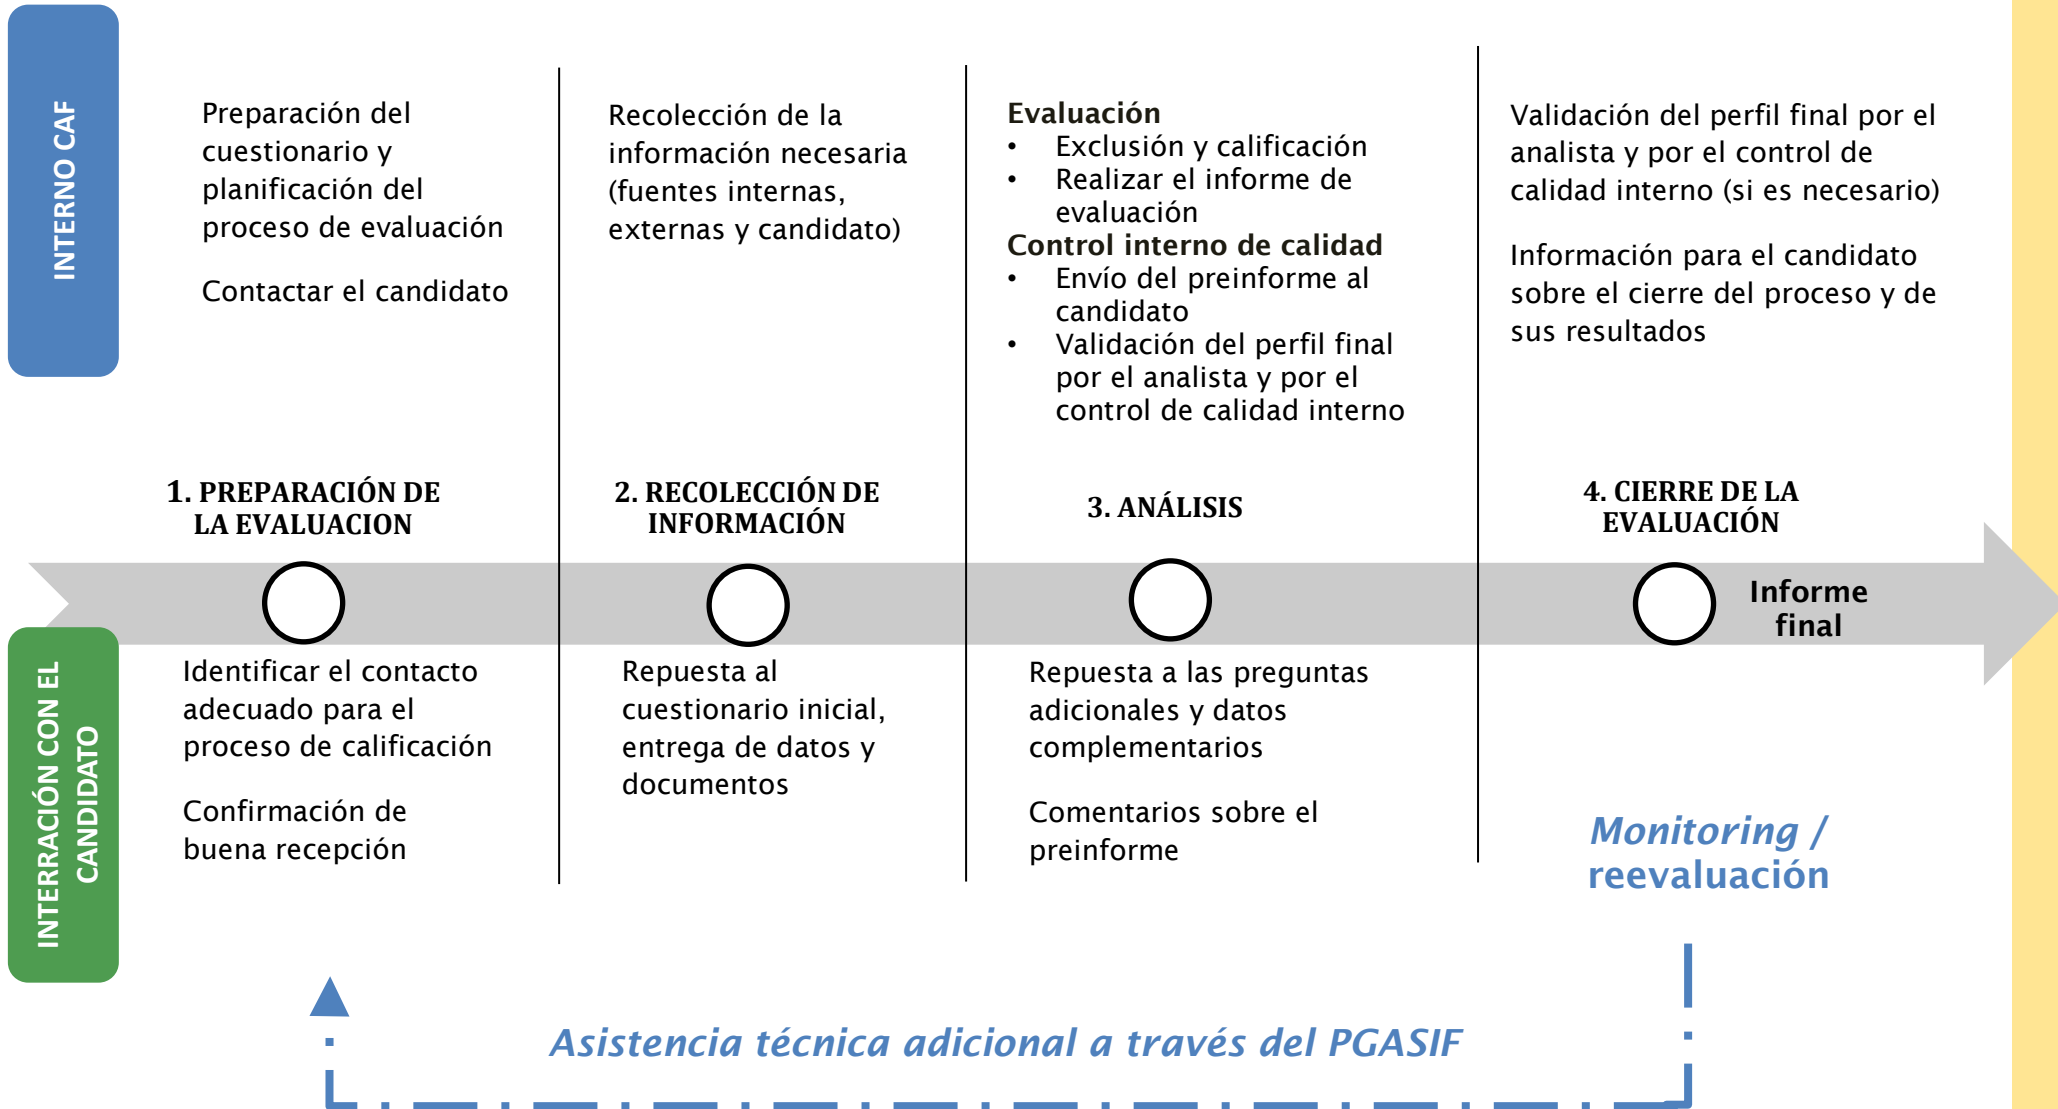 INTERNO CAF
Preparación del
cuestionario y
planificación del
proceso de evaluación
Contactar el candidato
Recolección de la
información necesaria
(fuentes internas,
externas y candidato)
Evaluación
• Exclusión y calificación
• Realizar el informe de
evaluación
Control interno de calidad
• Envío del preinforme al
candidato
• Validación del perfil final
por el analista y por el
control de calidad interno
Validación del perfil final por el
analista y por el control de
calidad interno (si es necesario)
Información para el candidato
sobre el cierre del proceso y de
sus resultados
1. PREPARACIÓN DE
LA EVALUACION
2. RECOLECCIÓN DE
INFORMACIÓN
3. ANÁLISIS
4. CIERRE DE LA
EVALUACIÓN
Informe
final
INTERRACIÓN CON EL
CANDIDATO
Identificar el contacto
adecuado para el
proceso de calificación
Confirmación de
buena recepción
Repuesta al
cuestionario inicial,
entrega de datos y
documentos
Repuesta a las preguntas
adicionales y datos
complementarios
Comentarios sobre el
preinforme
Monitoring /
reevaluación
Asistencia técnica adicional a través del PGASIF